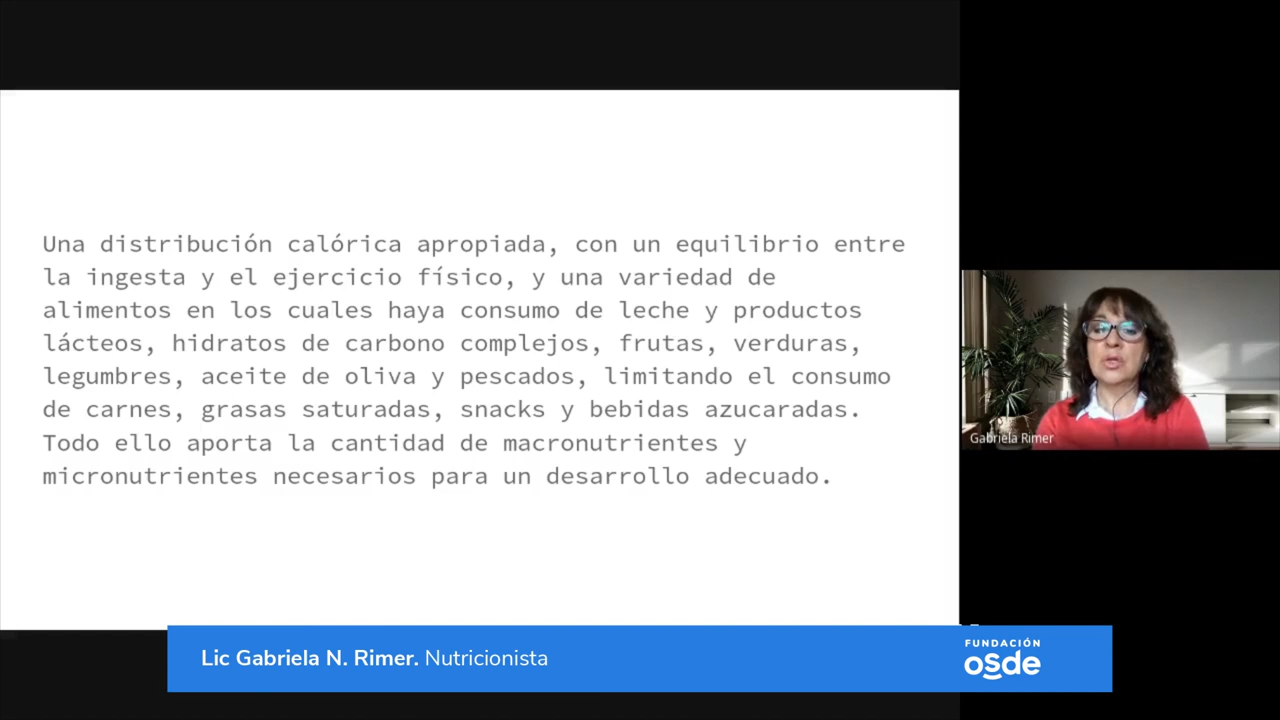 Una distribución calórica apropiada, con un equilibrio entre
la ingesta y el ejercicio físico, y una variedad de
alimentos en los cuales haya consumo de leche y productos
lácteos, hidratos de carbono complejos, frutas, verduras,
legumbres, aceite de oliva y pescados, limitando el consumo
de carnes, grasas saturadas, snacks y bebidas azucaradas.
Todo ello aporta la cantidad de macronutrientes y
micronutrientes necesarios para un desarrollo adecuado.
Gabriela Rimer
Lic Gabriela N. Rimer. Nutricionista
FUNDACIÓN
osde